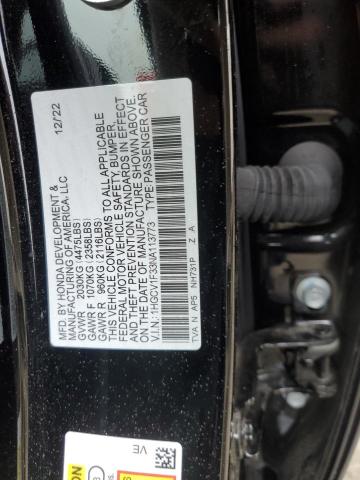 MFD. BY HONDA DEVELOPMENT & 12/22
MANUFACTURING OF AMERICA, LLC
GVWR 2030KG (4475LBS)
GAWR F 1070KG (2358LBS)
GAWR R 960KG (2116LBS)
THIS VEHICLE CONFORMS TO ALL APPLICABLE
FEDERAL MOTOR VEHICLE SAFETY, BUMPER,
AND THEFT PREVENTION STANDARDS IN EFFECT
ON THE DATE OF MANUFACTURE SHOWN ABOVE.
V.I.N.: 1HGCV1F33NA113773 TYPE: PASSENGER CAR
TVA N AP5 NH731P Z A
VE